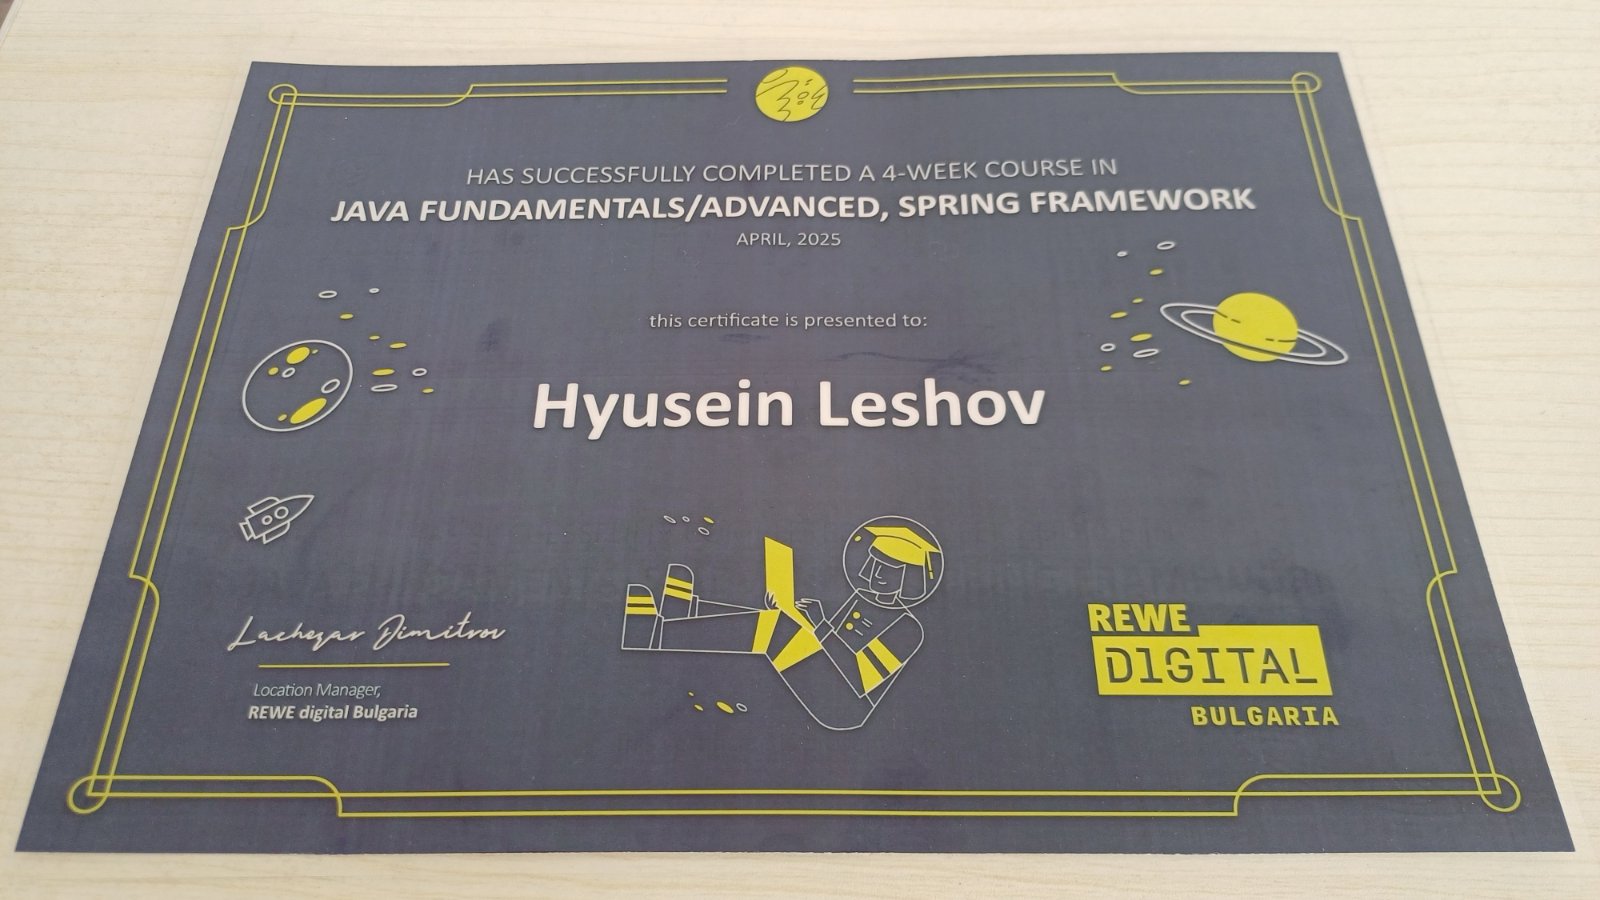 HAS SUCCESSFULLY COMPLETED A 4-WEEK COURSE IN
JAVA FUNDAMENTALS/ADVANCED, SPRING FRAMEWORK
APRIL, 2025
this certificate is presented to:
Hyusein Leshov
Lachezar Dimitrov
Location Manager,
REWE digital Bulgaria
REWE
DIGITAL
BULGARIA